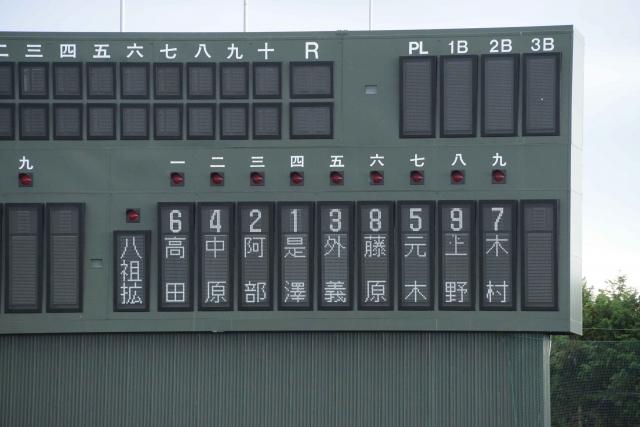 二 三 四 五 六 七 八 九 十 R PL 1B 2B 3B
九 一 二 三 四 五 六 七 八 九
6 4 2 1 3 8 5 9 7
八祖拡 高田 中原 阿部 是澤 外義 藤原 元木 上野 木村